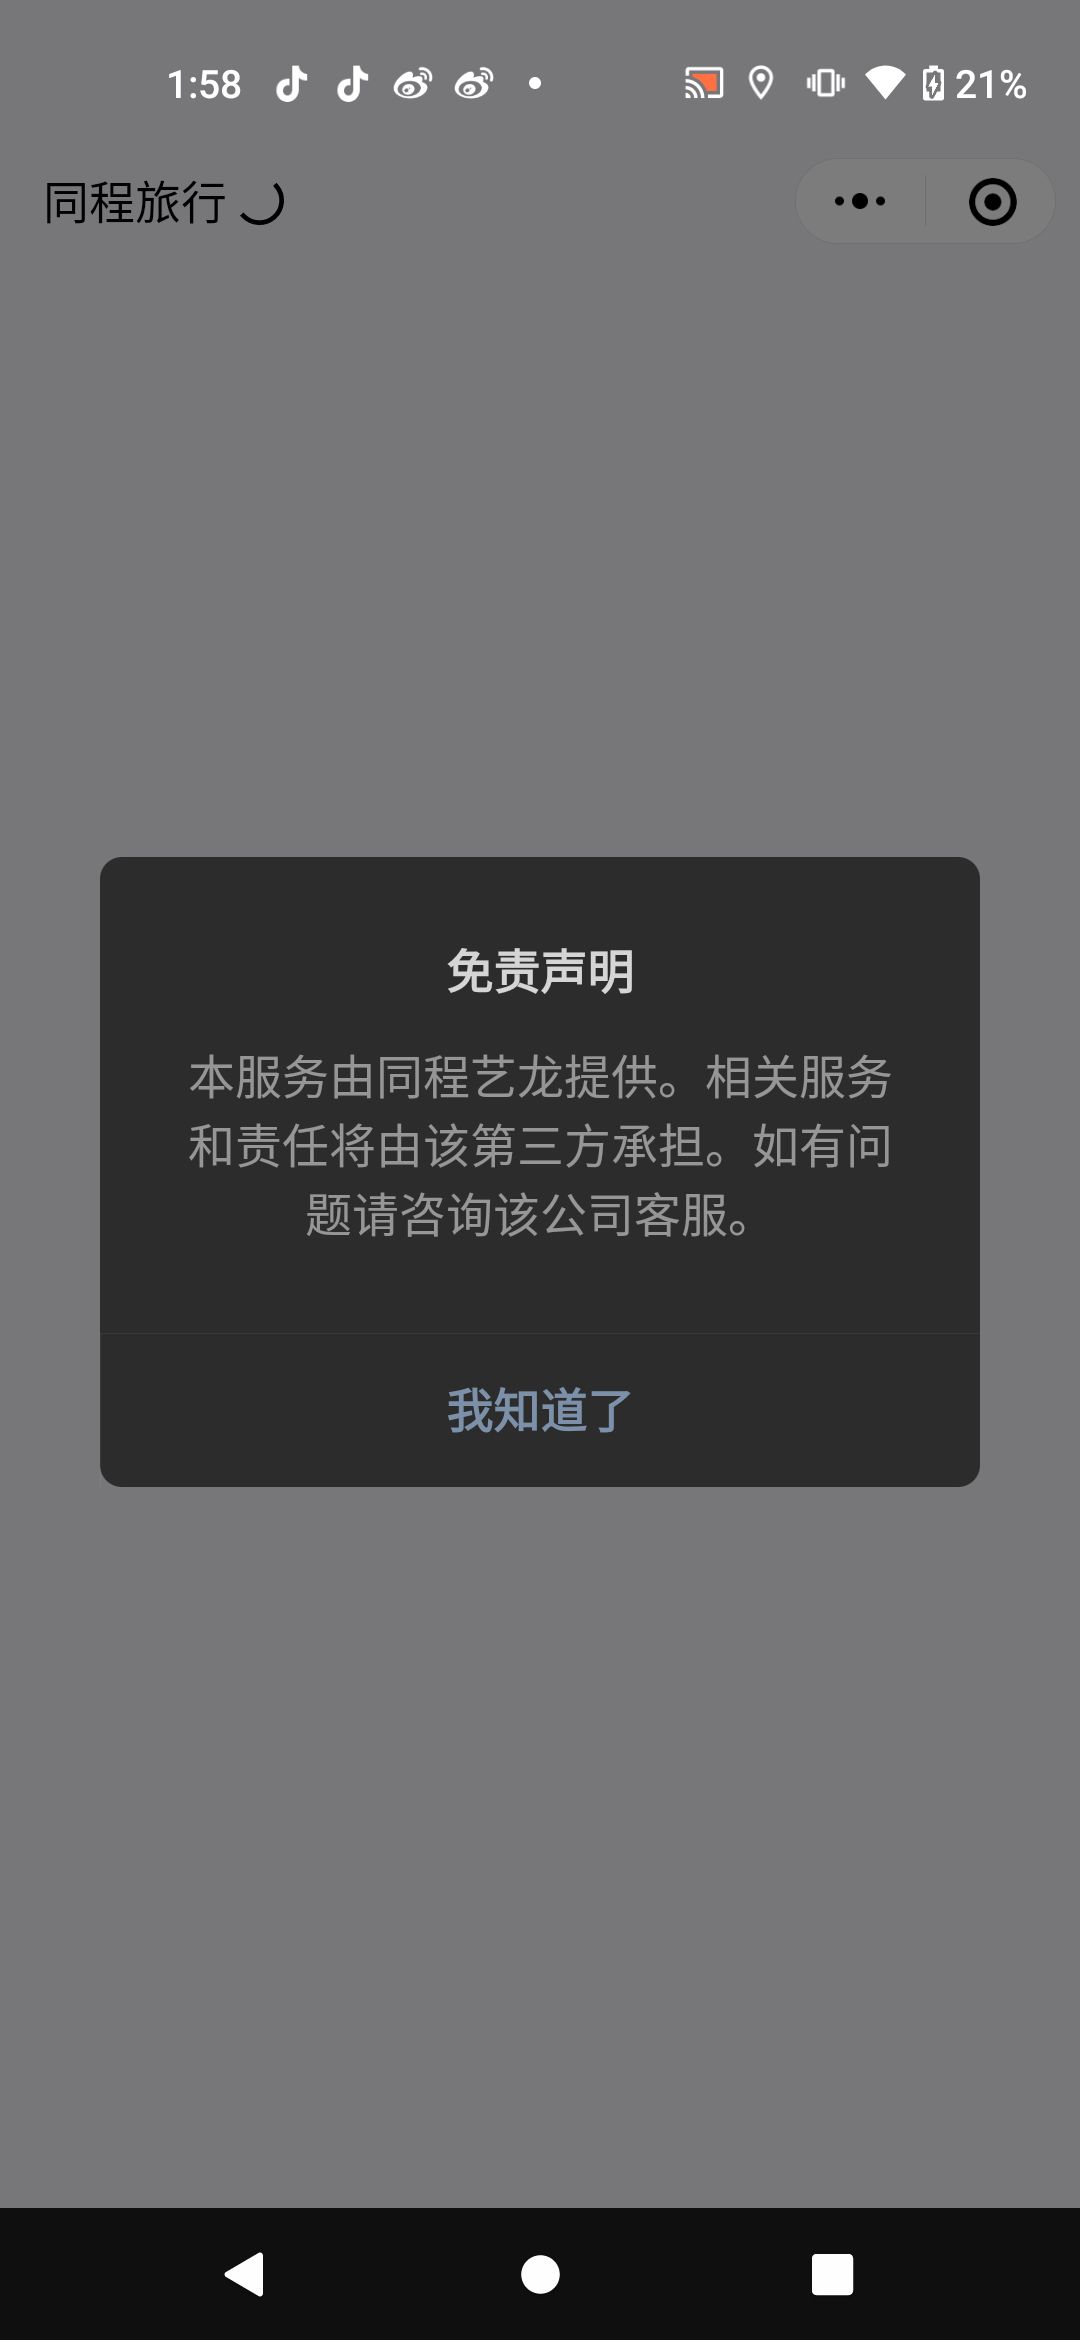 1:58
21%
同程旅行
免责声明
本服务由同程艺龙提供。相关服务
和责任将由该第三方承担。如有问
题请咨询该公司客服。
我知道了